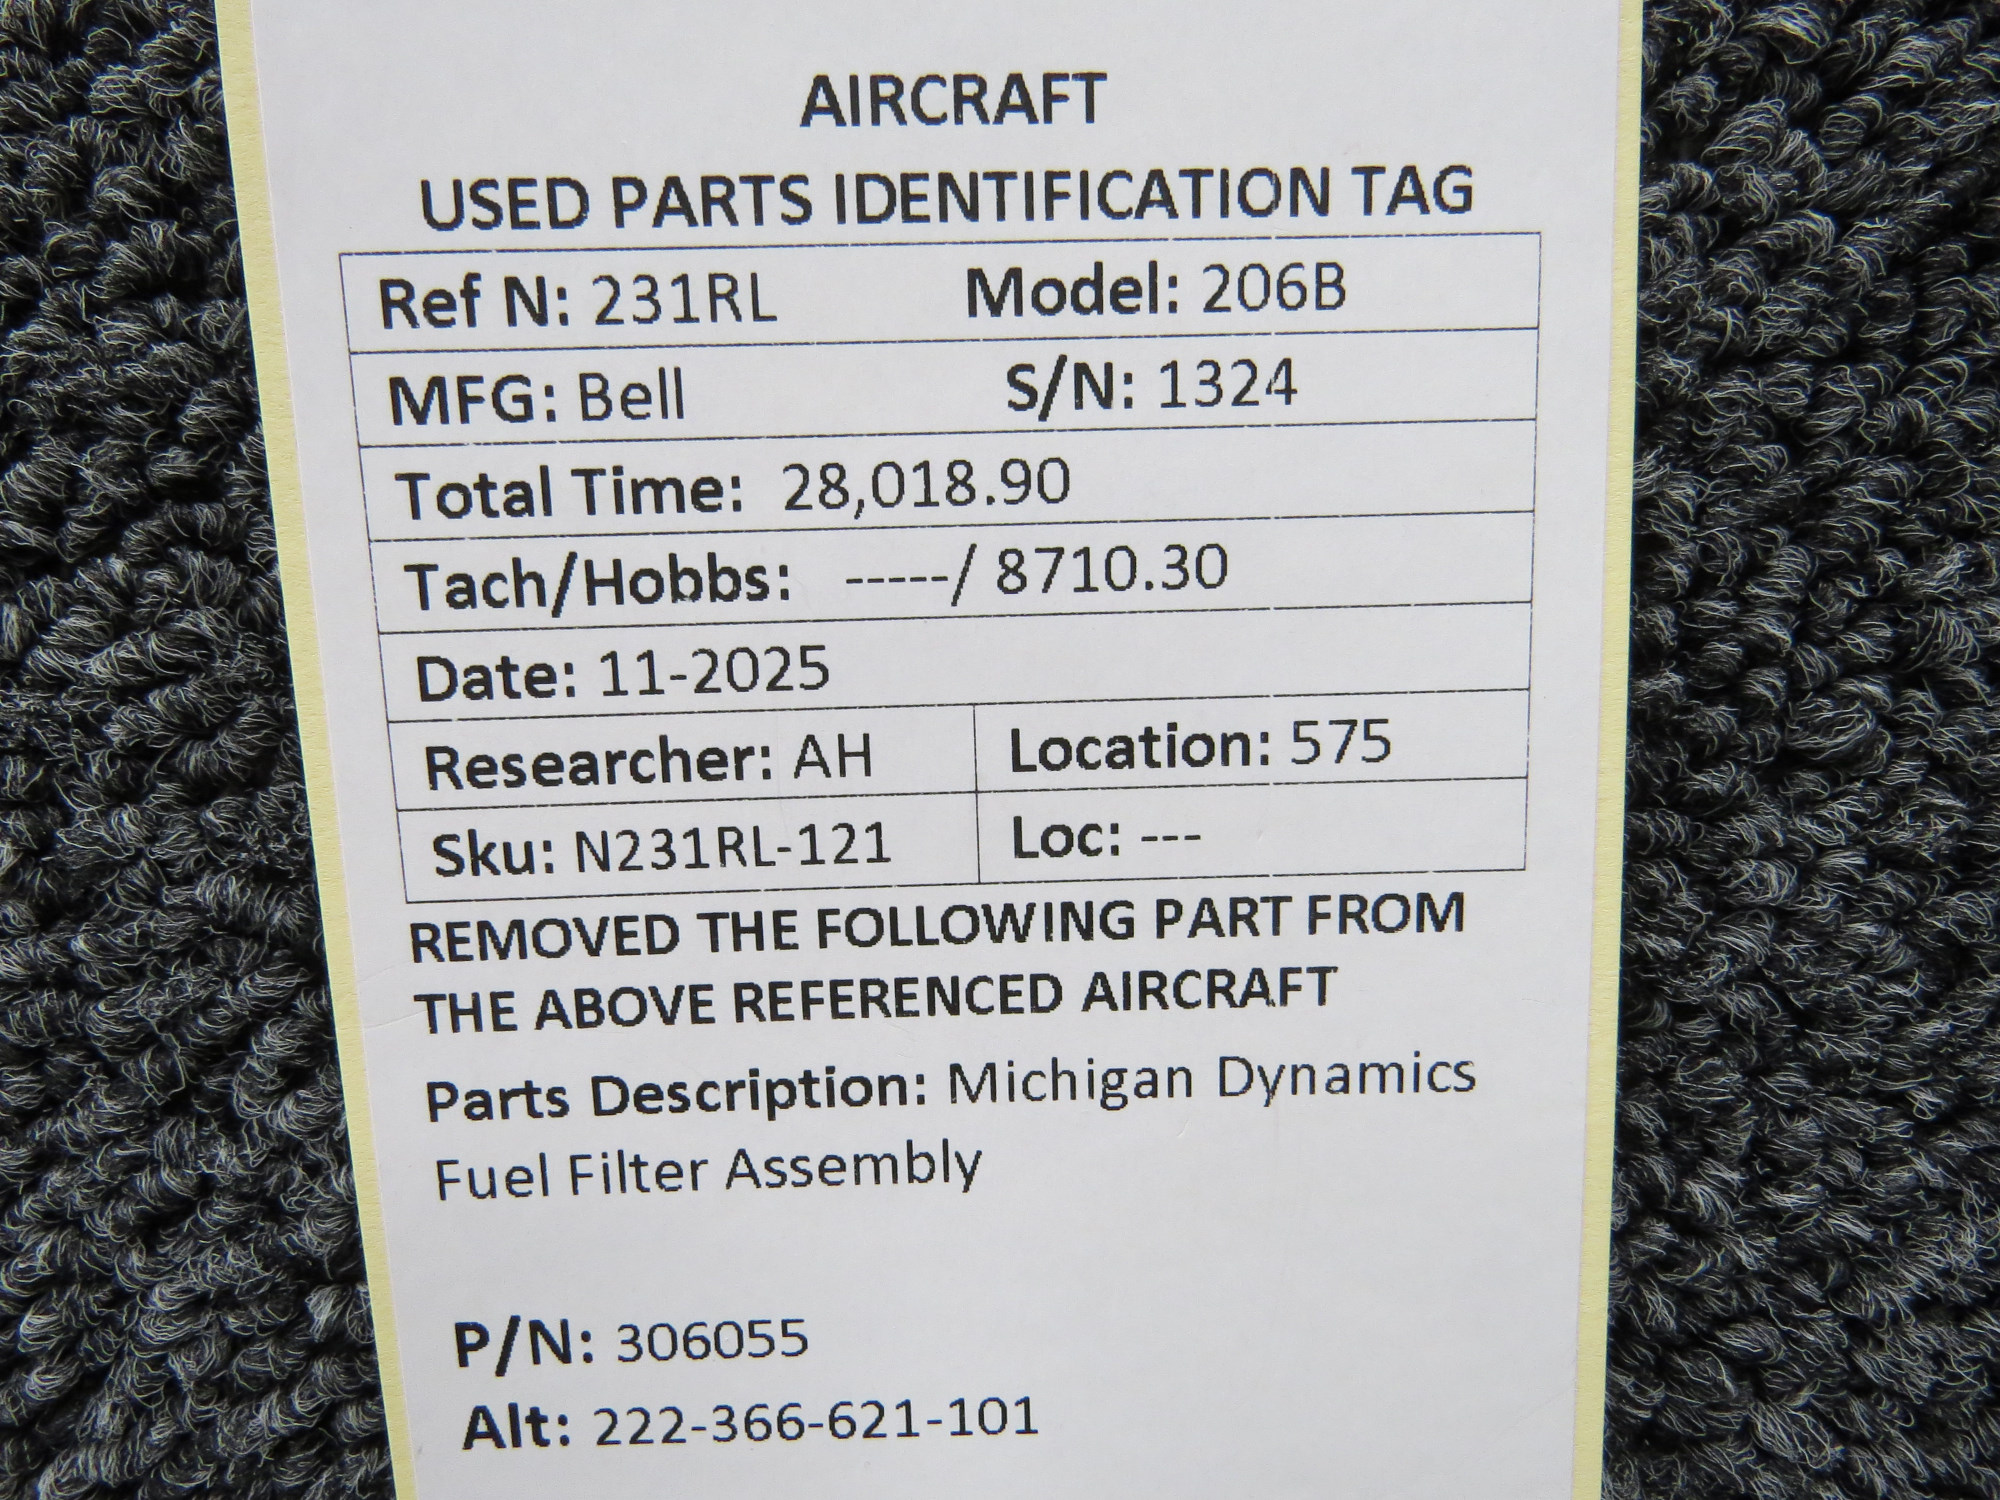 AIRCRAFT
USED PARTS IDENTIFICATION TAG
Ref N: 231RL Model: 206B
MFG: Bell S/N: 1324
Total Time: 28,018.90
Tach/Hobbs: -----/ 8710.30
Date: 11-2025
Researcher: AH Location: 575
Sku: N231RL-121 Loc: ---
REMOVED THE FOLLOWING PART FROM
THE ABOVE REFERENCED AIRCRAFT
Parts Description: Michigan Dynamics
Fuel Filter Assembly
P/N: 306055
Alt: 222-366-621-101